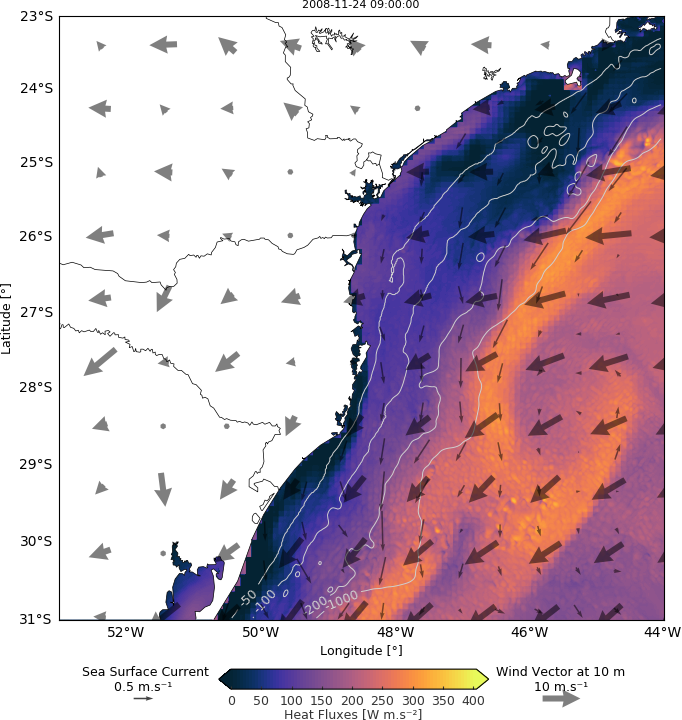 2008-11-24 09:00:00
23°S
24°S
25°S
26°S
27°S
28°S
29°S
30°S
31°S
Latitude [°]
-50
-100
-200
-1000
52°W 50°W 48°W 46°W 44°W
Longitude [°]
Sea Surface Current
0.5 m.s⁻¹
0 50 100 150 200 250 300 350 400
Heat Fluxes [W m.s⁻²]
Wind Vector at 10 m
10 m.s⁻¹